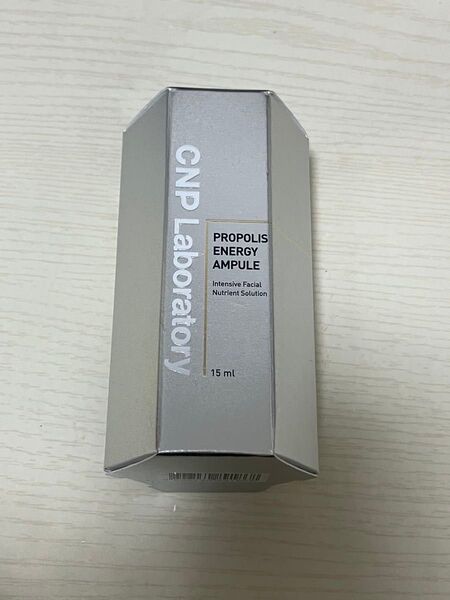 CNP Laboratory
PROPOLIS
ENERGY
AMPULE
Intensive Facial
Nutrient Solution
15 ml